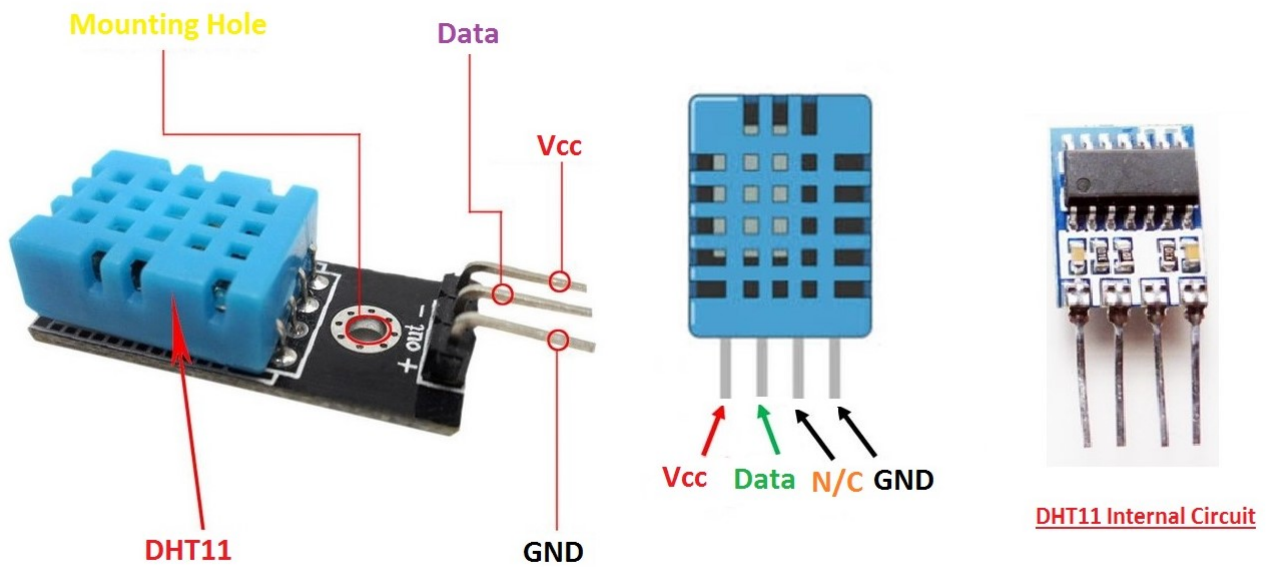 Mounting Hole
Data
Vcc
+ out -
DHT11
GND
Vcc
Data
N/C
GND
DHT11 Internal Circuit